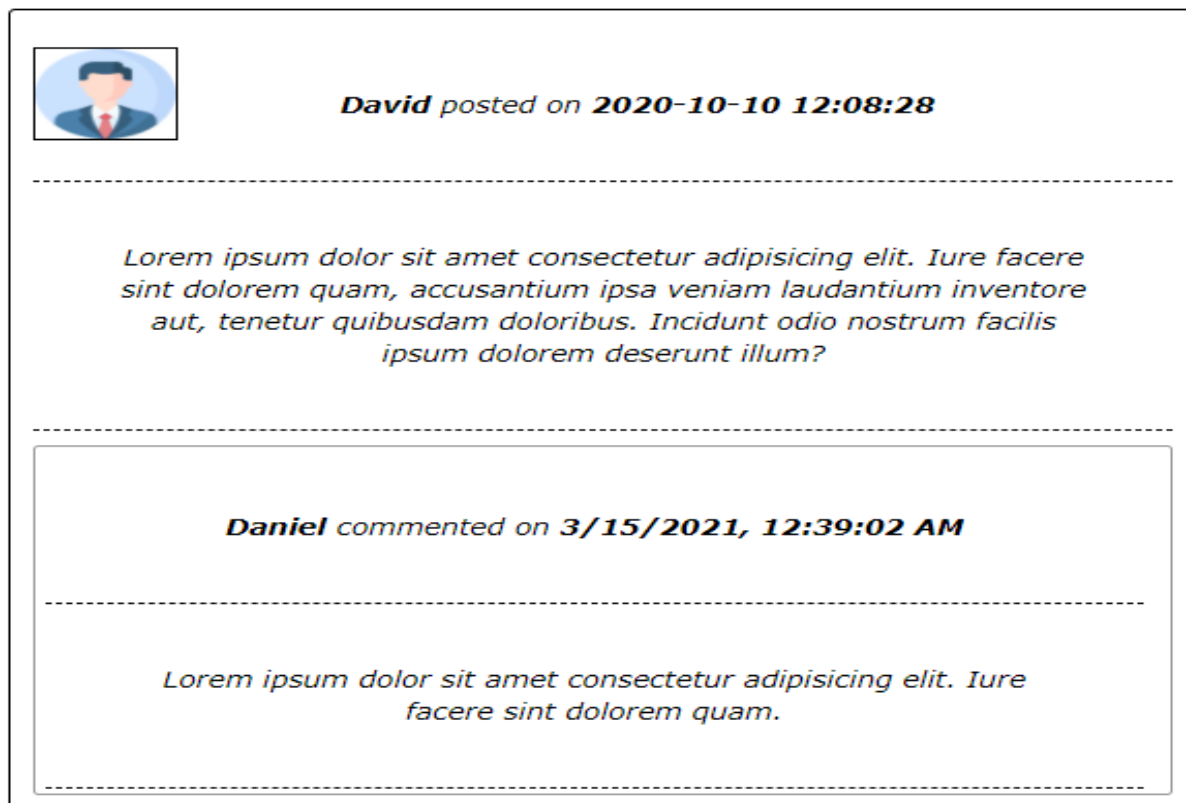 David posted on 2020-10-10 12:08:28
Lorem ipsum dolor sit amet consectetur adipisicing elit. Iure facere
sint dolorem quam, accusantium ipsa veniam laudantium inventore
aut, tenetur quibusdam doloribus. Incidunt odio nostrum facilis
ipsum dolorem deserunt illum?
Daniel commented on 3/15/2021, 12:39:02 AM
Lorem ipsum dolor sit amet consectetur adipisicing elit. Iure
facere sint dolorem quam.